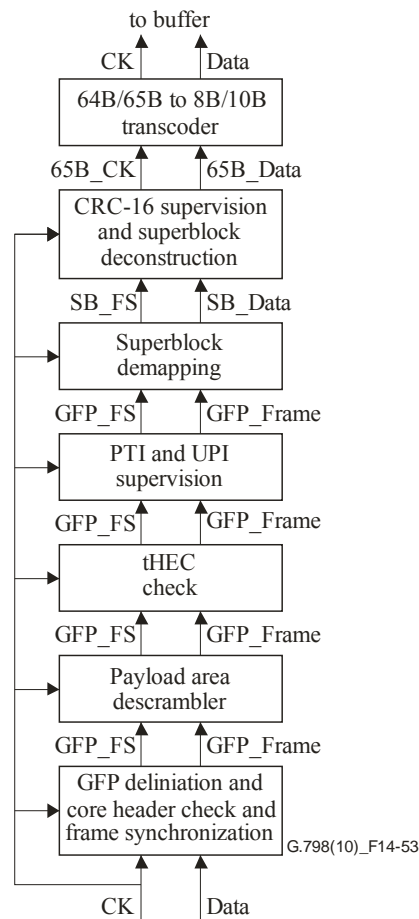 to buffer
CK Data
64B/65B to 8B/10B
transcoder
65B_CK 65B_Data
CRC-16 supervision
and superblock
deconstruction
SB_FS SB_Data
Superblock
demapping
GFP_FS GFP_Frame
PTI and UPI
supervision
GFP_FS GFP_Frame
tHEC
check
GFP_FS GFP_Frame
Payload area
descrambler
GFP_FS GFP_Frame
GFP deliniation and
core header check and
frame synchronization
G.798(10)_F14-53
CK Data